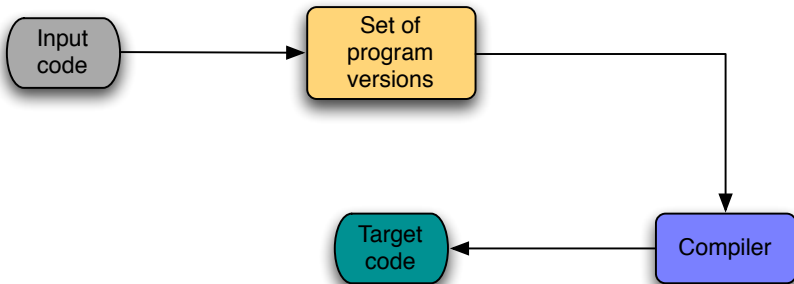 Input
code
Set of
program
versions
Compiler
Target
code